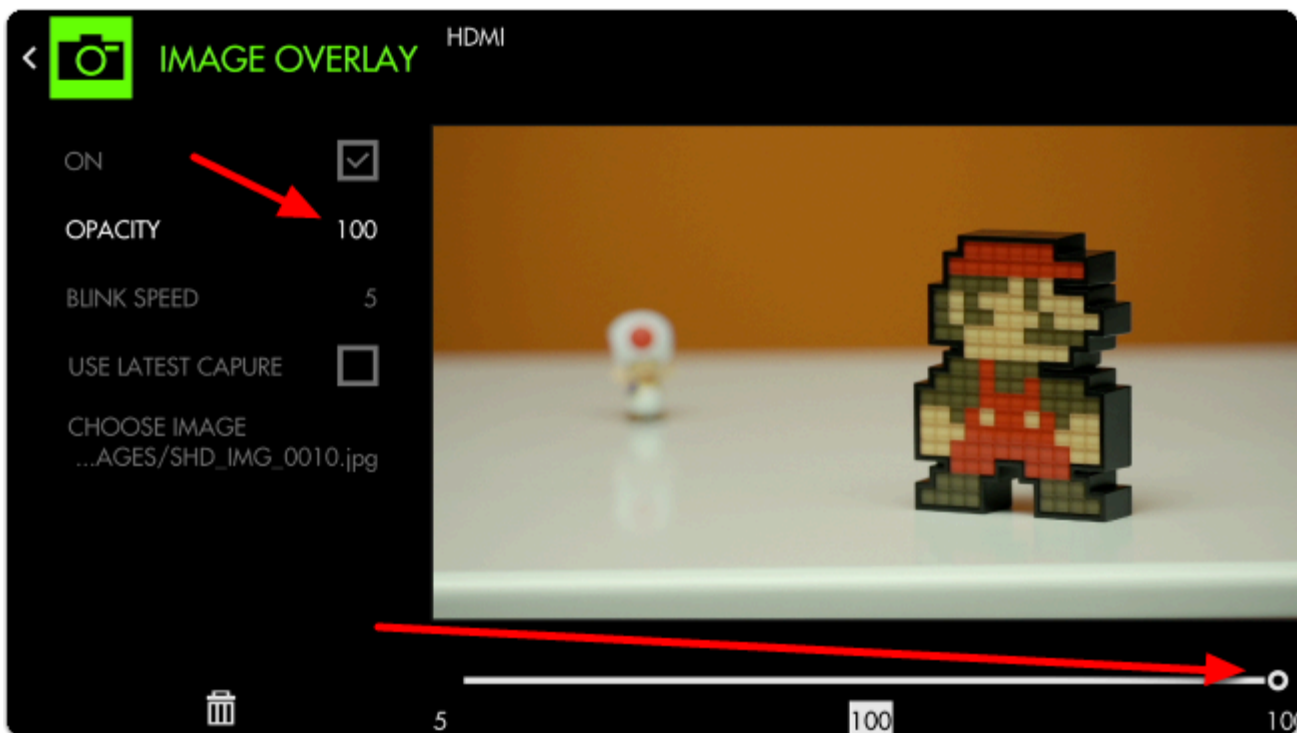 IMAGE OVERLAY
HDMI
ON
OPACITY 100
BLINK SPEED 5
USE LATEST CAPURE
CHOOSE IMAGE
...AGES/SHD_IMG_0010.jpg
5 100 100